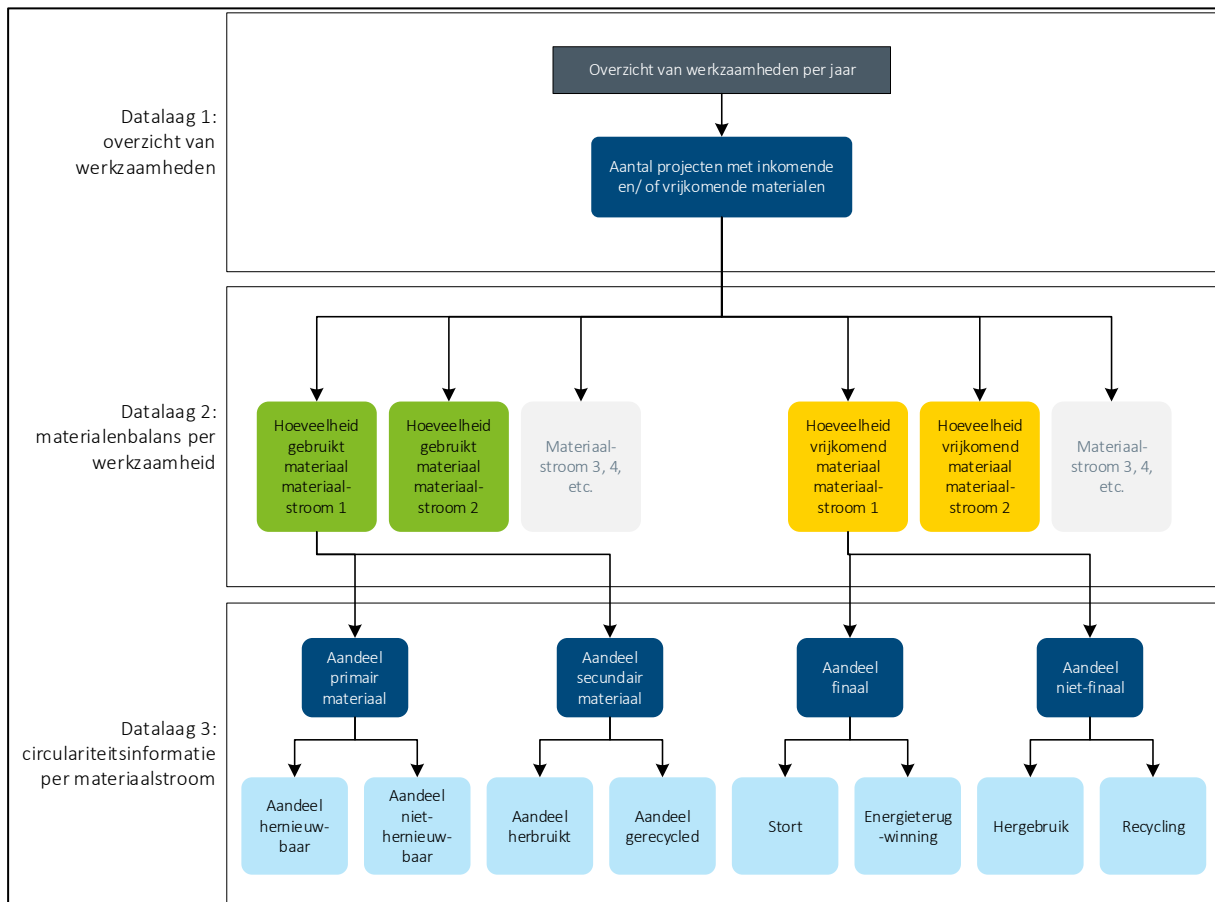 Datalaag 1:
overzicht van
werkzaamheden
Overzicht van werkzaamheden per jaar
Aantal projecten met inkomende
en/ of vrijkomende materialen
Datalaag 2:
materialenbalans per
werkzaamheid
Hoeveelheid
gebruikt
materiaal
materiaal-
stroom 1
Hoeveelheid
gebruikt
materiaal
materiaal-
stroom 2
Materiaal-
stroom 3, 4,
etc.
Hoeveelheid
vrijkomend
materiaal
materiaal-
stroom 1
Hoeveelheid
vrijkomend
materiaal
materiaal-
stroom 2
Materiaal-
stroom 3, 4,
etc.
Datalaag 3:
circulariteitsinformatie
per materiaalstroom
Aandeel
primair
materiaal
Aandeel
secundair
materiaal
Aandeel
finaal
Aandeel
niet-finaal
Aandeel
hernieuw-
baar
Aandeel
niet-
hernieuw-
baar
Aandeel
herbruikt
Aandeel
gerecycled
Stort
Energieterug
-winning
Hergebruik
Recycling